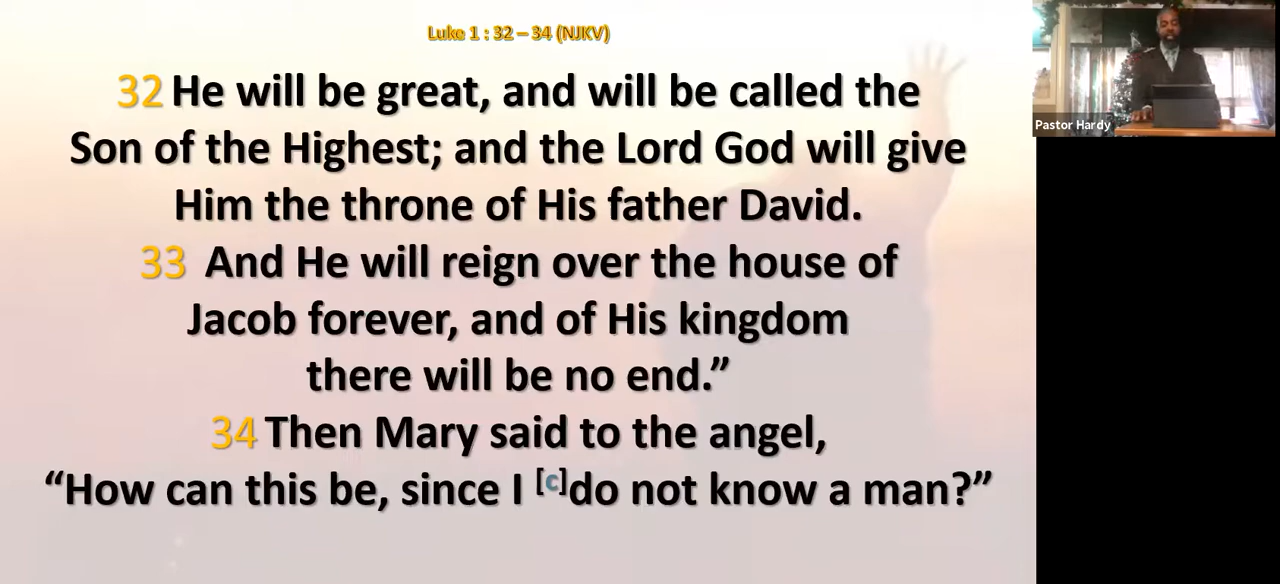 Luke 1 : 32 – 34 (NJKV)
32 He will be great, and will be called the
Son of the Highest; and the Lord God will give
Him the throne of His father David.
33 And He will reign over the house of
Jacob forever, and of His kingdom
there will be no end.”
34 Then Mary said to the angel,
“How can this be, since I [c]do not know a man?”
Pastor Hardy